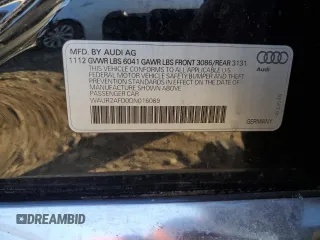 MFD. BY AUDI AG
1112 GVWR LBS 6041 GAWR LBS FRONT 3086/REAR 3131
THIS VEHICLE CONFORMS TO ALL APPLICABLE U.S.
FEDERAL MOTOR VEHICLE SAFETY BUMPER AND THEFT
PREVENTION STANDARDS IN EFFECT ON THE DATE OF
MANUFACTURE SHOWN ABOVE
PASSENGER CAR
WAUR2AFD0DN016089
Audi
GERMANY
DREAMBID